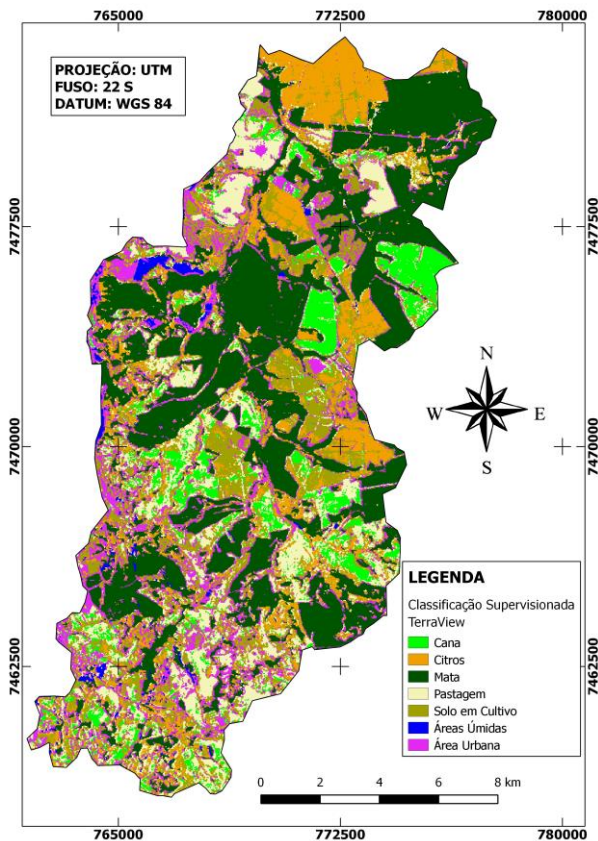 765000 772500 780000
PROJEÇÃO: UTM
FUSO: 22 S
DATUM: WGS 84
7477500 7477500
N
W E
S
7470000 7470000
LEGENDA
Classificação Supervisionada
TerraView
Cana
Citros
Mata
Pastagem
Solo em Cultivo
Áreas Úmidas
Área Urbana
7462500 7462500
0 2 4 6 8 km
765000 772500 780000